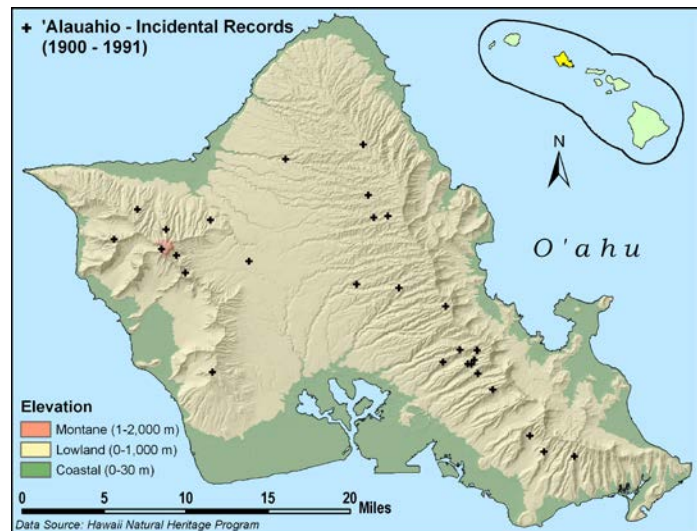 'Alauahio - Incidental Records
(1900 - 1991)
N
O'ahu
Elevation
Montane (1-2,000 m)
Lowland (0-1,000 m)
Coastal (0-30 m)
0 5 10 15 20 Miles
Data Source: Hawaii Natural Heritage Program